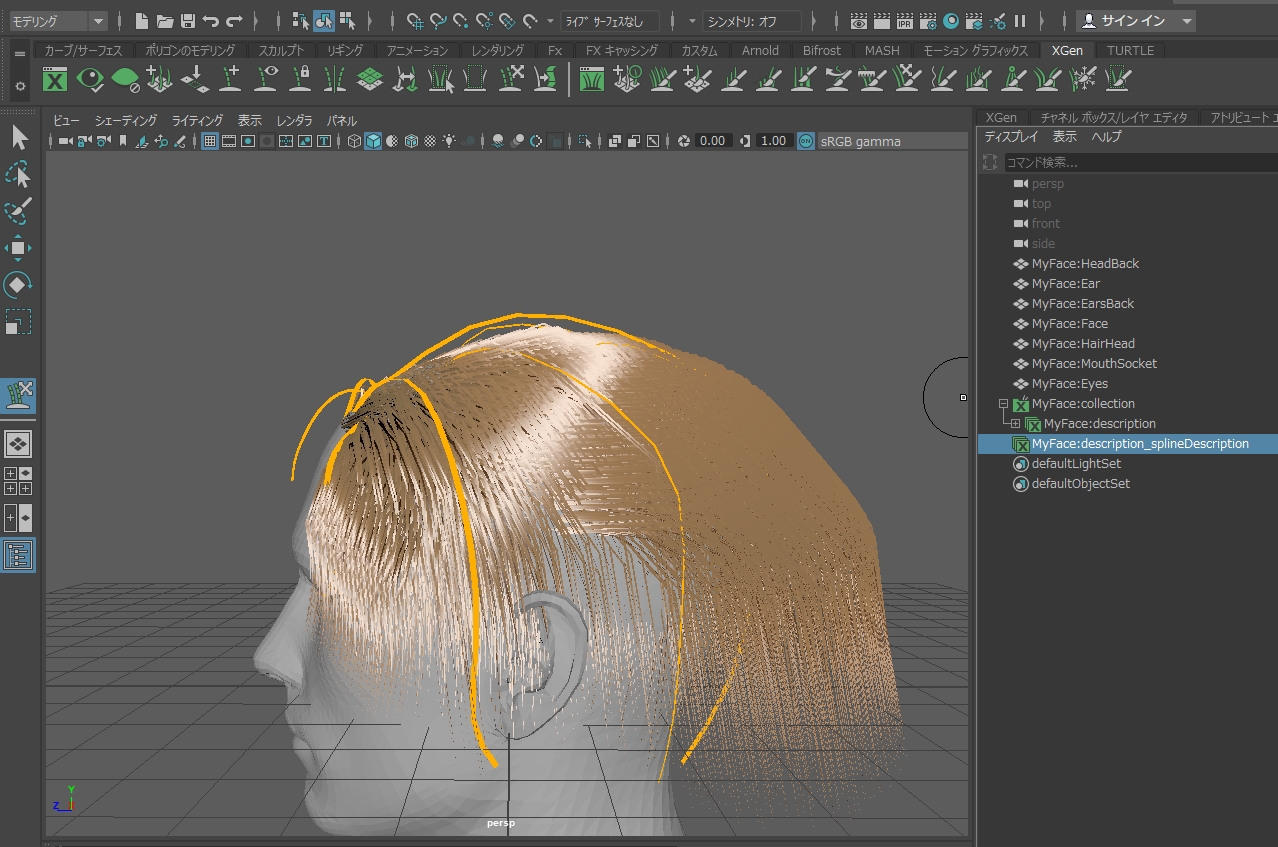 モデリング ライブ サーフェスなし シンメトリ: オフ IPR サイン イン
カーブ/サーフェス ポリゴンのモデリング スカルプト リギング アニメーション レンダリング Fx FX キャッシング カスタム Arnold Bifrost MASH モーション グラフィックス XGen TURTLE
ビュー シェーディング ライティング 表示 レンダラ パネル
0.00 1.00 ON sRGB gamma
XGen チャネル ボックス/レイヤ エディタ アトリビュート エ
ディスプレイ 表示 ヘルプ
コマンド検索...
persp
top
front
side
MyFace:HeadBack
MyFace:Ear
MyFace:EarsBack
MyFace:Face
MyFace:HairHead
MyFace:MouthSocket
MyFace:Eyes
MyFace:collection
MyFace:description
MyFace:description_splineDescription
defaultLightSet
defaultObjectSet
Y
Z
persp